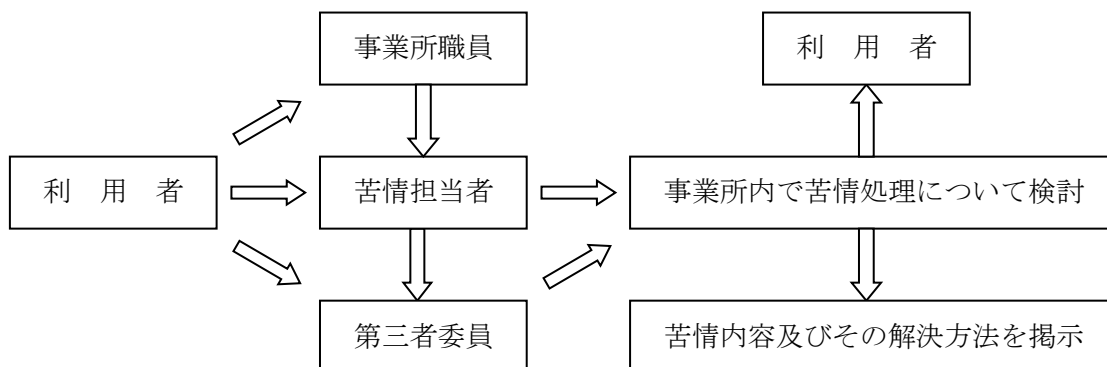 事業所職員
利　用　者
利　用　者
苦情担当者
事業所内で苦情処理について検討
第三者委員
苦情内容及びその解決方法を掲示